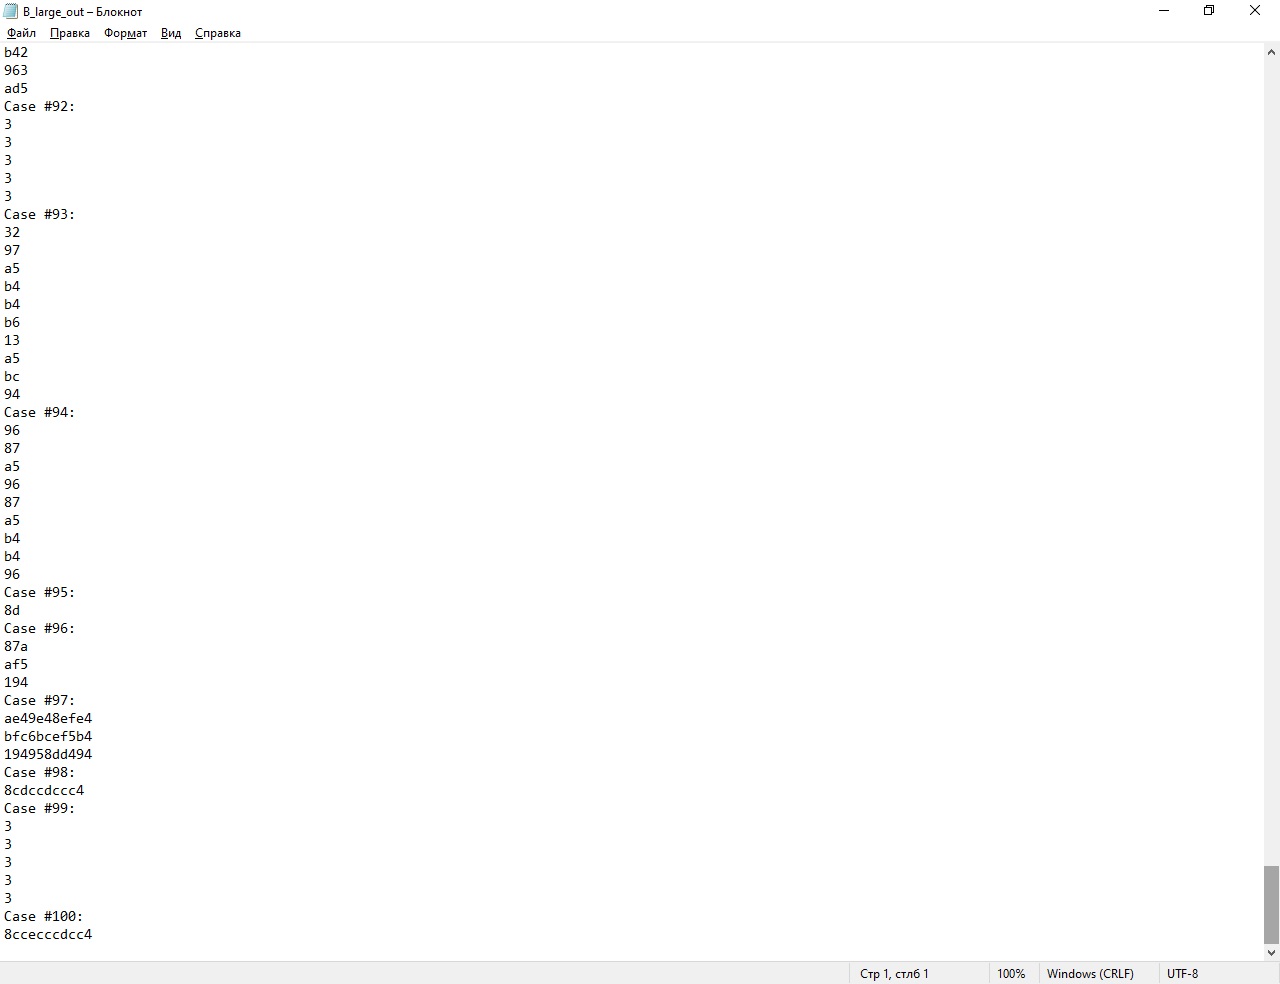 B_large_out – Блокнот
Файл Правка Формат Вид Справка
b42
963
ad5
Case #92:
3
3
3
3
3
Case #93:
32
97
a5
b4
b4
b6
13
a5
bc
94
Case #94:
96
87
a5
96
87
a5
b4
b4
96
Case #95:
8d
Case #96:
87a
af5
194
Case #97:
ae49e48efe4
bfc6bcef5b4
194958dd494
Case #98:
8cdccdccc4
Case #99:
3
3
3
3
3
Case #100:
8ccecccdcc4
Стр 1, стлб 1 100% Windows (CRLF) UTF-8